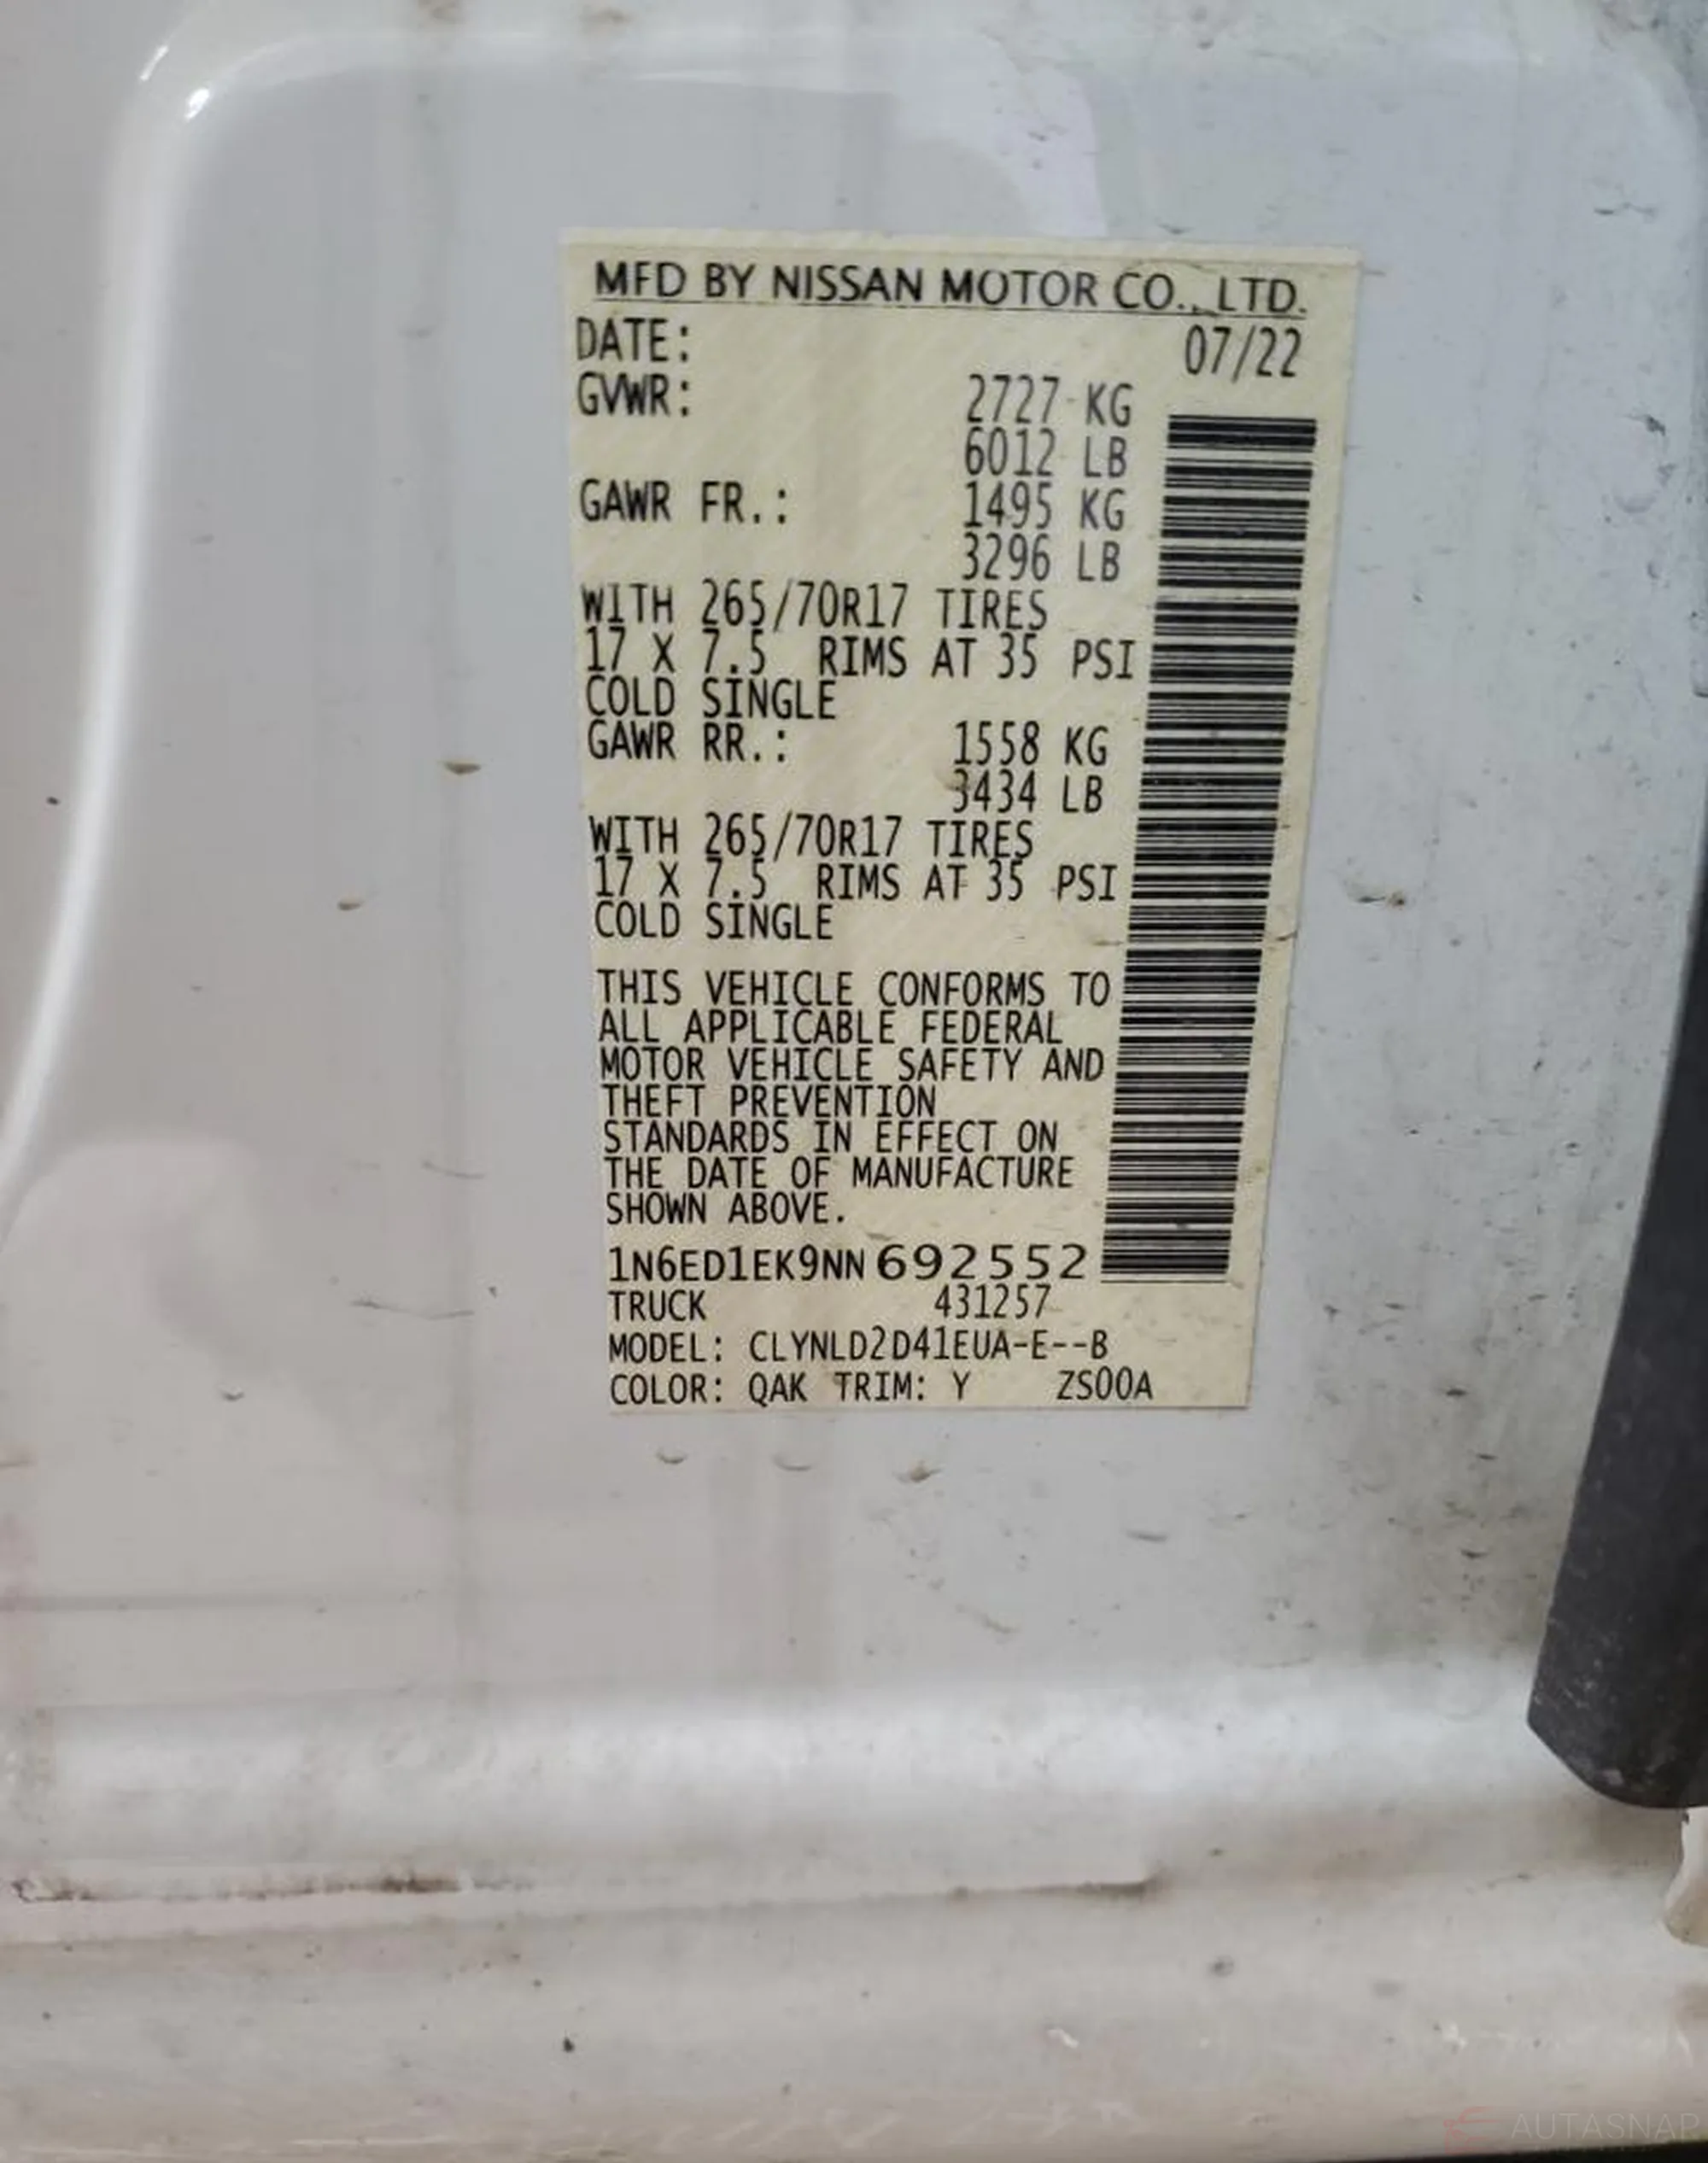 MFD BY NISSAN MOTOR CO., LTD.
DATE: 07/22
GVWR: 2727 KG
6012 LB
GAWR FR.: 1495 KG
3296 LB
WITH 265/70R17 TIRES
17 X 7.5 RIMS AT 35 PSI
COLD SINGLE
GAWR RR.: 1558 KG
3434 LB
WITH 265/70R17 TIRES
17 X 7.5 RIMS AT 35 PSI
COLD SINGLE
THIS VEHICLE CONFORMS TO
ALL APPLICABLE FEDERAL
MOTOR VEHICLE SAFETY AND
THEFT PREVENTION
STANDARDS IN EFFECT ON
THE DATE OF MANUFACTURE
SHOWN ABOVE.
1N6ED1EK9NN692552
TRUCK 431257
MODEL: CLYNLD2D41EUA-E--B
COLOR: QAK TRIM: Y ZS00A
AUTASNAP